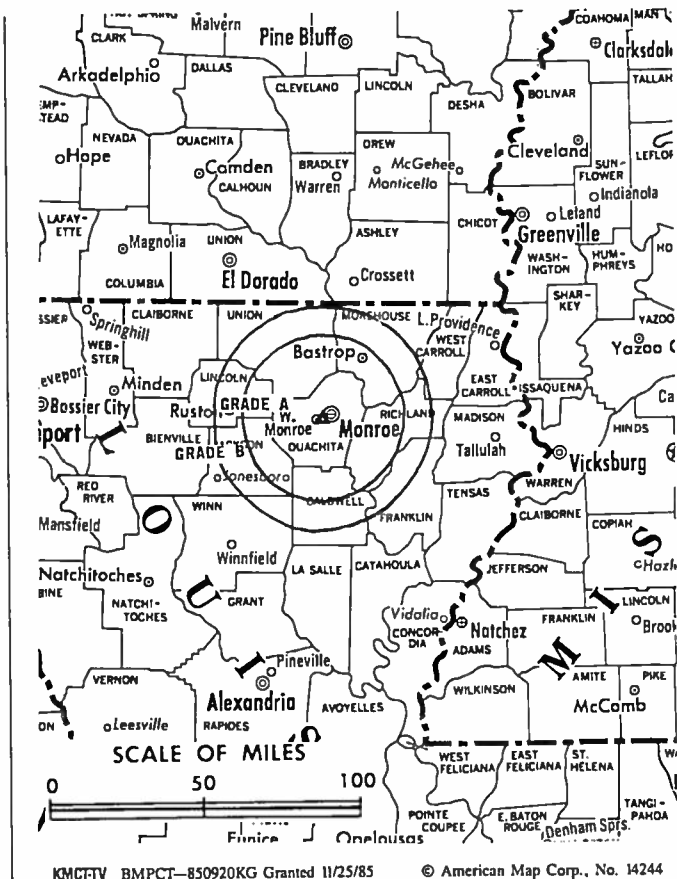 COAHOMA
Malvern
CLARK
Pine Bluff
Arkadelphia
DALLAS
CLEVELAND
LINCOLN
DESHA
BOLIVAR
NEVADA
OUACHITA
DREW
Hope
Camden
CALHOUN
BRADLEY
Warren
McGehee
Monticello
Cleveland
SUN-
FLOWER
Indianola
LAFAY-
ETTE
ASHLEY
CHICOT
Leland
Greenville
Magnolia
UNION
WASH-
INGTON
HUM-
PHREYS
El Dorado
Crossett
COLUMBIA
SHAR-
KEY
CLAIBORNE
UNION
MOREHOUSE
L. Providence
YAZOO
Springhill
WEB-
STER
WEST
CARROLL
Bastrop
LINCOLN
EAST
CARROLL
ISSAQUENA
Minden
Bossier City
GRADE A
W.
Monroe
Monroe
RICHLAND
MADISON
HINDS
BIENVILLE
GRADE B
OUACHITA
Tallulah
Vicksburg
WARREN
RED
RIVER
Jonesboro
CALDWELL
TENSAS
CLAIBORNE
WINN
FRANKLIN
COPIAH
Mansfield
Winnfield
LA SALLE
CATAHOULA
JEFFERSON
Natchitoches
NATCHI-
TOCHES
GRANT
Vidalia
CONCOR-
DIA
Natchez
ADAMS
FRANKLIN
LINCOLN
Pineville
VERNON
WILKINSON
AMITE
PIKE
Alexandria
AVOYELLES
McComb
Leesville
RAPIDES
SCALE OF MILES
0 50 100
WEST
FELICIANA
EAST
FELICIANA
ST.
HELENA
POINTE
COUPEE
E. BATON
ROUGE
TANGI-
PAHOA
Denham Sprs.
Eunice
Opelousas
KMCT-TV BMPCT—850920KG Granted 11/25/85 © American Map Corp., No. 14244